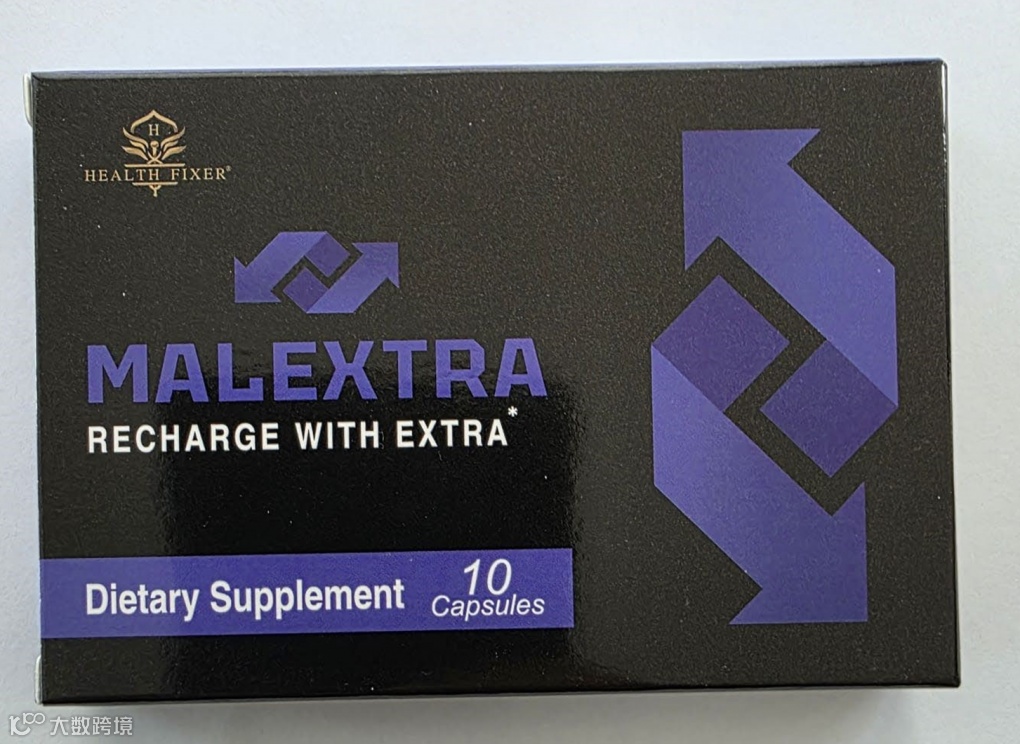 H
HEALTH FIXER®
MALEXTRA
RECHARGE WITH EXTRA*
Dietary Supplement
10
Capsules
大数跨境